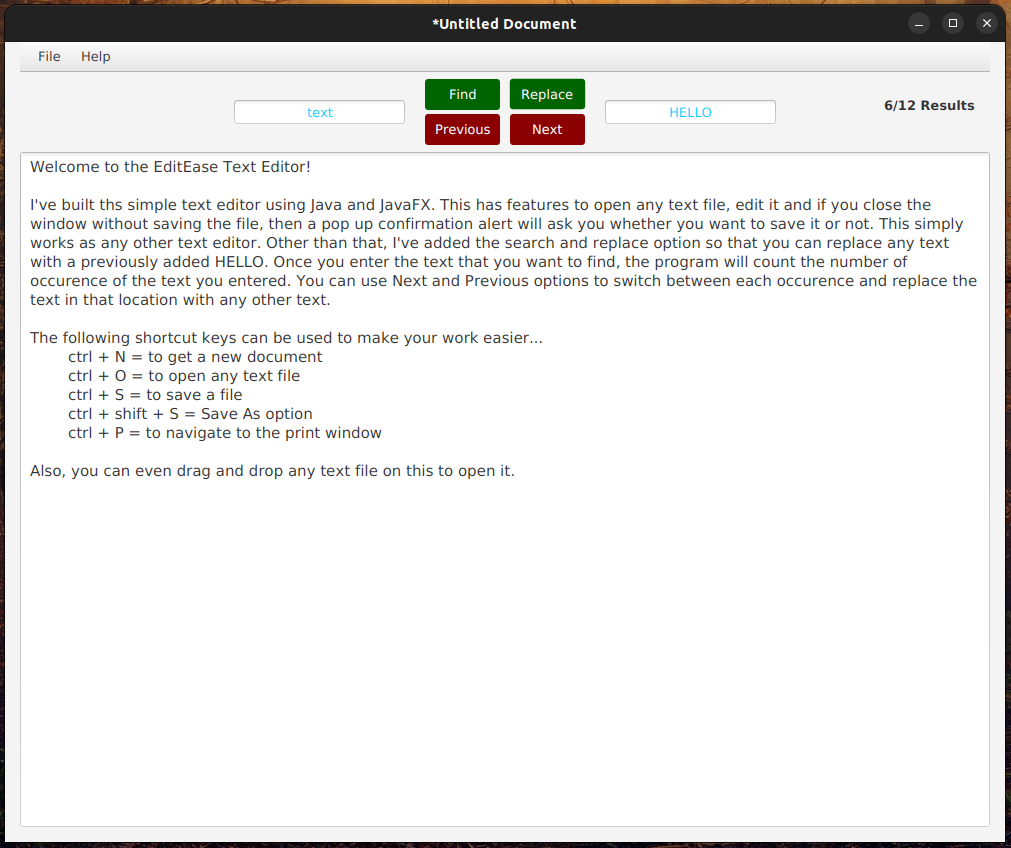 *Untitled Document
File Help
Find Replace
text HELLO 6/12 Results
Previous Next
Welcome to the EditEase Text Editor!
I've built ths simple text editor using Java and JavaFX. This has features to open any text file, edit it and if you close the
window without saving the file, then a pop up confirmation alert will ask you whether you want to save it or not. This simply
works as any other text editor. Other than that, I've added the search and replace option so that you can replace any text
with a previously added HELLO. Once you enter the text that you want to find, the program will count the number of
occurence of the text you entered. You can use Next and Previous options to switch between each occurence and replace the
text in that location with any other text.
The following shortcut keys can be used to make your work easier...
ctrl + N = to get a new document
ctrl + O = to open any text file
ctrl + S = to save a file
ctrl + shift + S = Save As option
ctrl + P = to navigate to the print window
Also, you can even drag and drop any text file on this to open it.